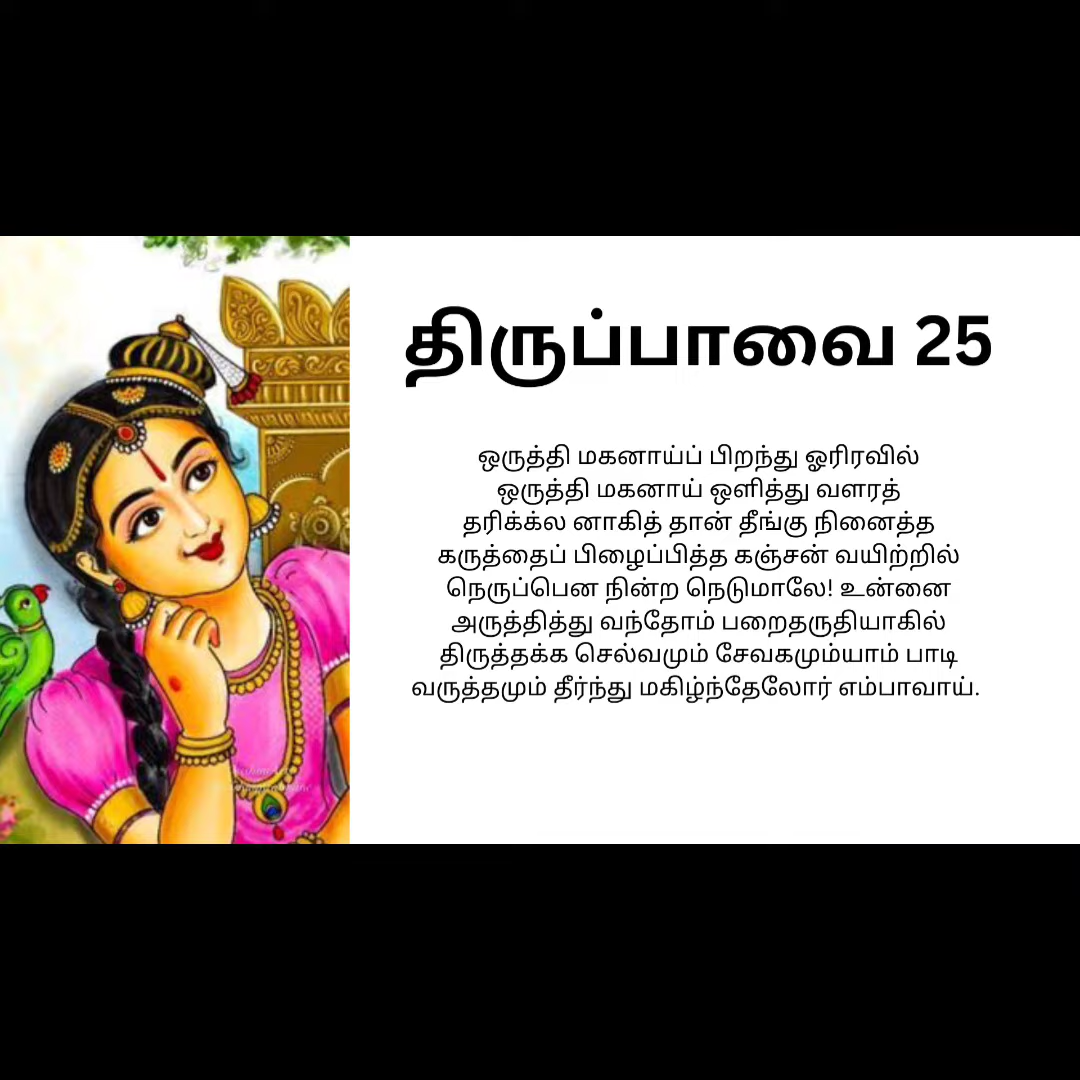 திருப்பாவை 25
ஒருத்தி மகனாய்ப் பிறந்து ஓரிரவில்
ஒருத்தி மகனாய் ஒளித்து வளரத்
தரிக்க்ல னாகித் தான் தீங்கு நினைத்த
கருத்தைப் பிழைப்பித்த கஞ்சன் வயிற்றில்
நெருப்பென நின்ற நெடுமாலே! உன்னை
அருத்தித்து வந்தோம் பறைதருதியாகில்
திருத்தக்க செல்வமும் சேவகமும்யாம் பாடி
வருத்தமும் தீர்ந்து மகிழ்ந்தேலோர் எம்பாவாய்.